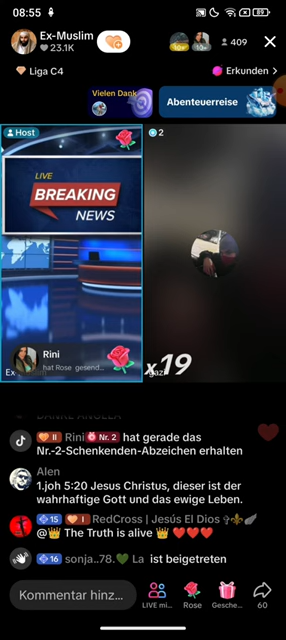 08:55
89
Ex-Muslim
23.1K
409
Liga C4
Erkunden >
Vielen Dank
Abenteuerreise
Host
2
LIVE
BREAKING
NEWS
Rini
hat Rose gesend...
x19
II Rini Nr. 2 hat gerade das
Nr.-2-Schenkenden-Abzeichen erhalten
Alen
1.joh 5:20 Jesus Christus, dieser ist der
wahrhaftige Gott und das ewige Leben.
15 I RedCross | Jesús El Dios
@👑 The Truth is alive 👑 ❤️❤️❤️
16 sonja..78.💚 La ist beigetreten
Kommentar hinz...
LIVE mi...
Rose
Gesche...
60